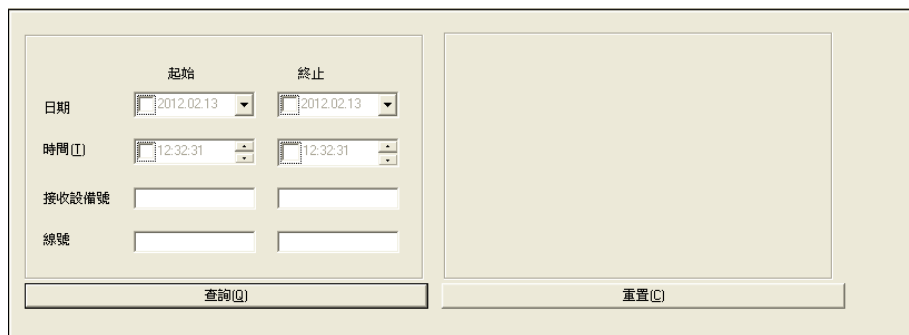 起始 終止
日期 2012.02.13 2012.02.13
時間(T) 12:32:31 12:32:31
接收設備號
線號
查詢(Q) 重置(C)